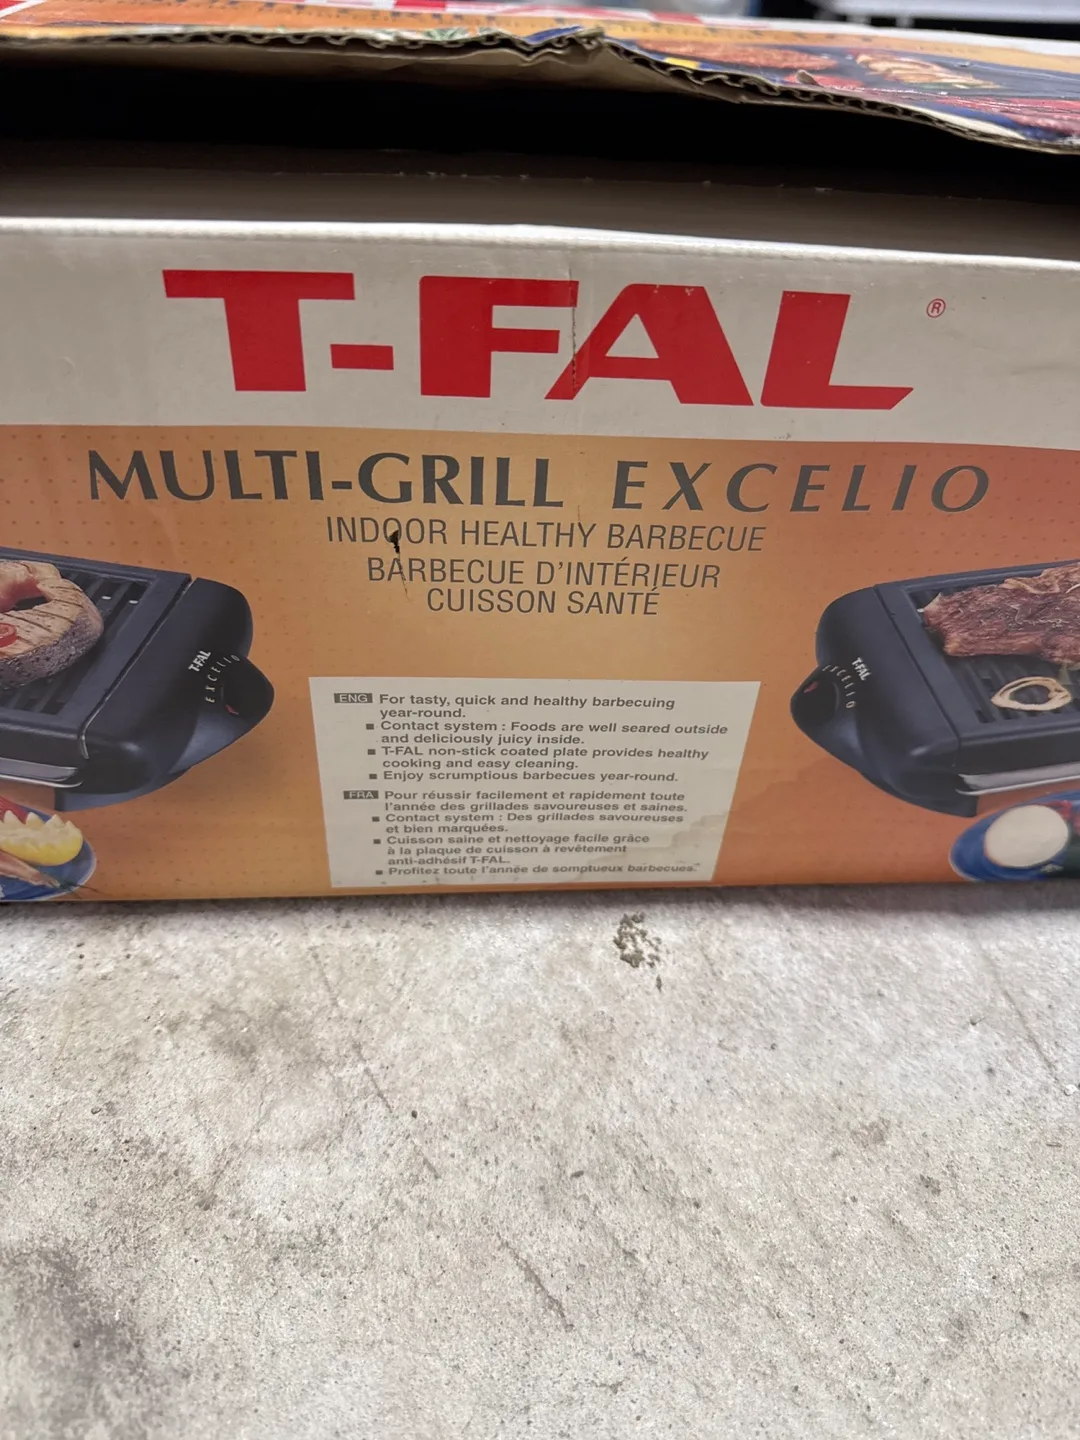 T-FAL®
MULTI-GRILL EXCELIO
INDOOR HEALTHY BARBECUE
BARBECUE D'INTÉRIEUR
CUISSON SANTÉ
T-FAL
EXCELIO
T-FAL
EXCELIO
ENG For tasty, quick and healthy barbecuing
year-round.
■ Contact system : Foods are well seared outside
and deliciously juicy inside.
■ T-FAL non-stick coated plate provides healthy
cooking and easy cleaning.
■ Enjoy scrumptious barbecues year-round.
FRA Pour réussir facilement et rapidement toute
l'année des grillades savoureuses et saines.
■ Contact system : Des grillades savoureuses
et bien marquées.
■ Cuisson saine et nettoyage facile grâce
à la plaque de cuisson à revêtement
anti-adhésif T-FAL.
■ Profitez toute l'année de somptueux barbecues.